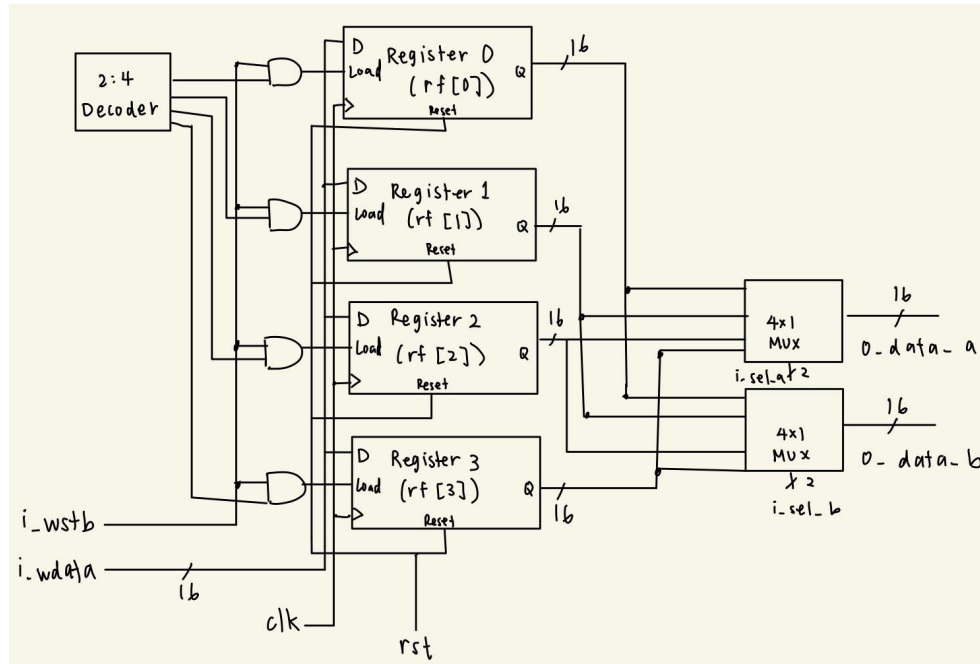 2:4
Decoder
D
Register 0
Load
(rf[0])
Q
Reset
16
D
Register 1
Load
(rf[1])
Q
Reset
16
D
Register 2
Load
(rf[2])
Q
Reset
16
D
Register 3
Load
(rf[3])
Q
Reset
16
4x1
MUX
i_sel_a
2
16
o_data_a
4x1
MUX
2
i_sel_b
16
o_data_b
i_wstb
i_wdata
16
clk
rst